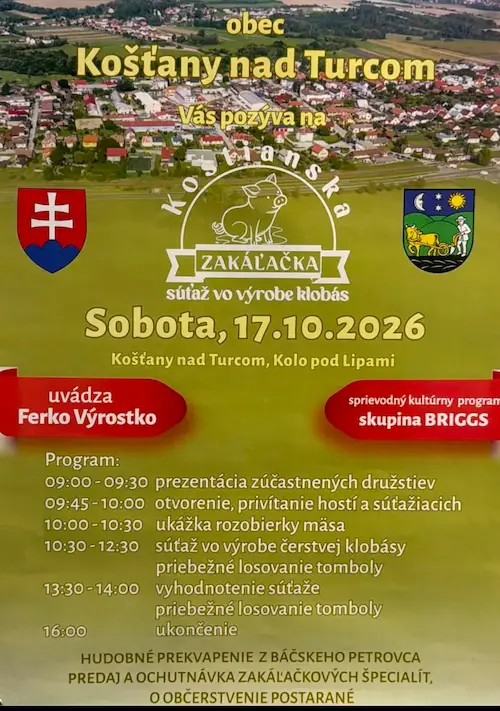 obec
Košťany nad Turcom
Vás pozýva na
Koštianska
ZAKÁĽAČKA
súťaž vo výrobe klobás
Sobota, 17.10.2026
Košťany nad Turcom, Kolo pod Lipami
uvádza
Ferko Výrostko
sprievodný kultúrny program
skupina BRIGGS
Program:
09:00 - 09:30 prezentácia zúčastnených družstiev
09:45 - 10:00 otvorenie, privítanie hostí a súťažiacich
10:00 - 10:30 ukážka rozobierky mäsa
10:30 - 12:30 súťaž vo výrobe čerstvej klobásy
priebežné losovanie tomboly
13:30 - 14:00 vyhodnotenie súťaže
priebežné losovanie tomboly
16:00 ukončenie
HUDOBNÉ PREKVAPENIE Z BÁČSKEHO PETROVCA
PREDAJ A OCHUTNÁVKA ZAKÁĽAČKOVÝCH ŠPECIALÍT,
O OBČERSTVENIE POSTARANÉ